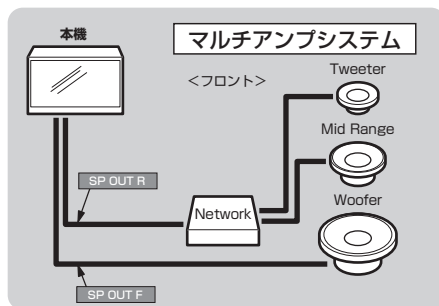 本機
マルチアンプシステム
<フロント>
Tweeter
Mid Range
SP OUT R
Network
Woofer
SP OUT F